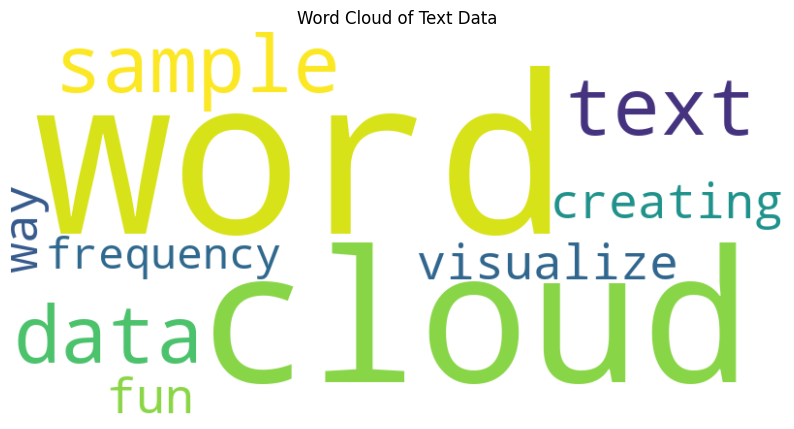 Word Cloud of Text Data
sample
word
text
way
creating
frequency
visualize
data
cloud
fun